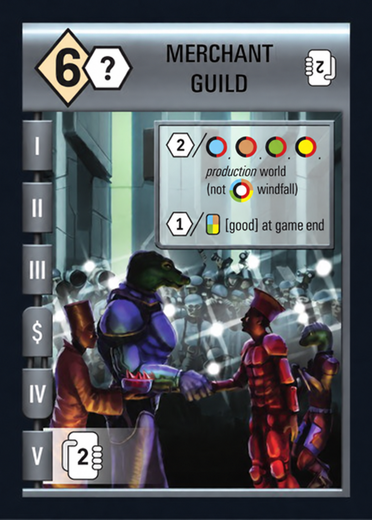 6 ?
MERCHANT
GUILD
2
I
II
III
$
IV
V
2
2 / , , , ,
production world
(not windfall)
1 / [good] at game end